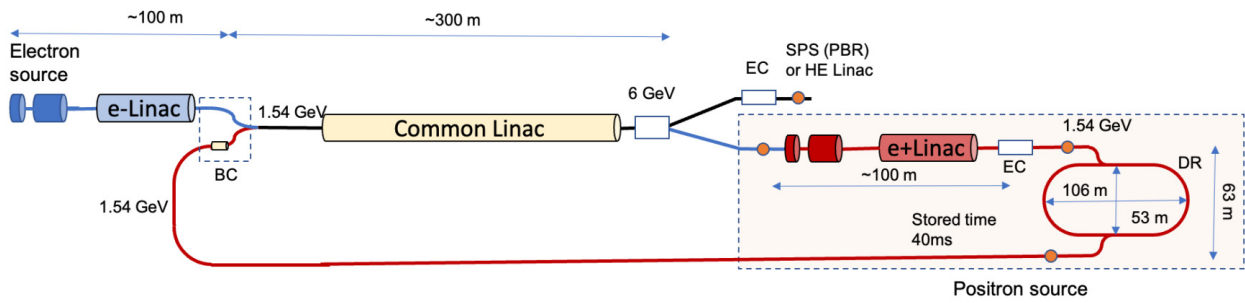 ~100 m
~300 m
Electron
source
e-Linac
1.54 GeV
BC
Common Linac
6 GeV
EC
SPS (PBR)
or HE Linac
1.54 GeV
e+Linac
EC
1.54 GeV
DR
~100 m
106 m
53 m
63 m
Stored time
40ms
Positron source